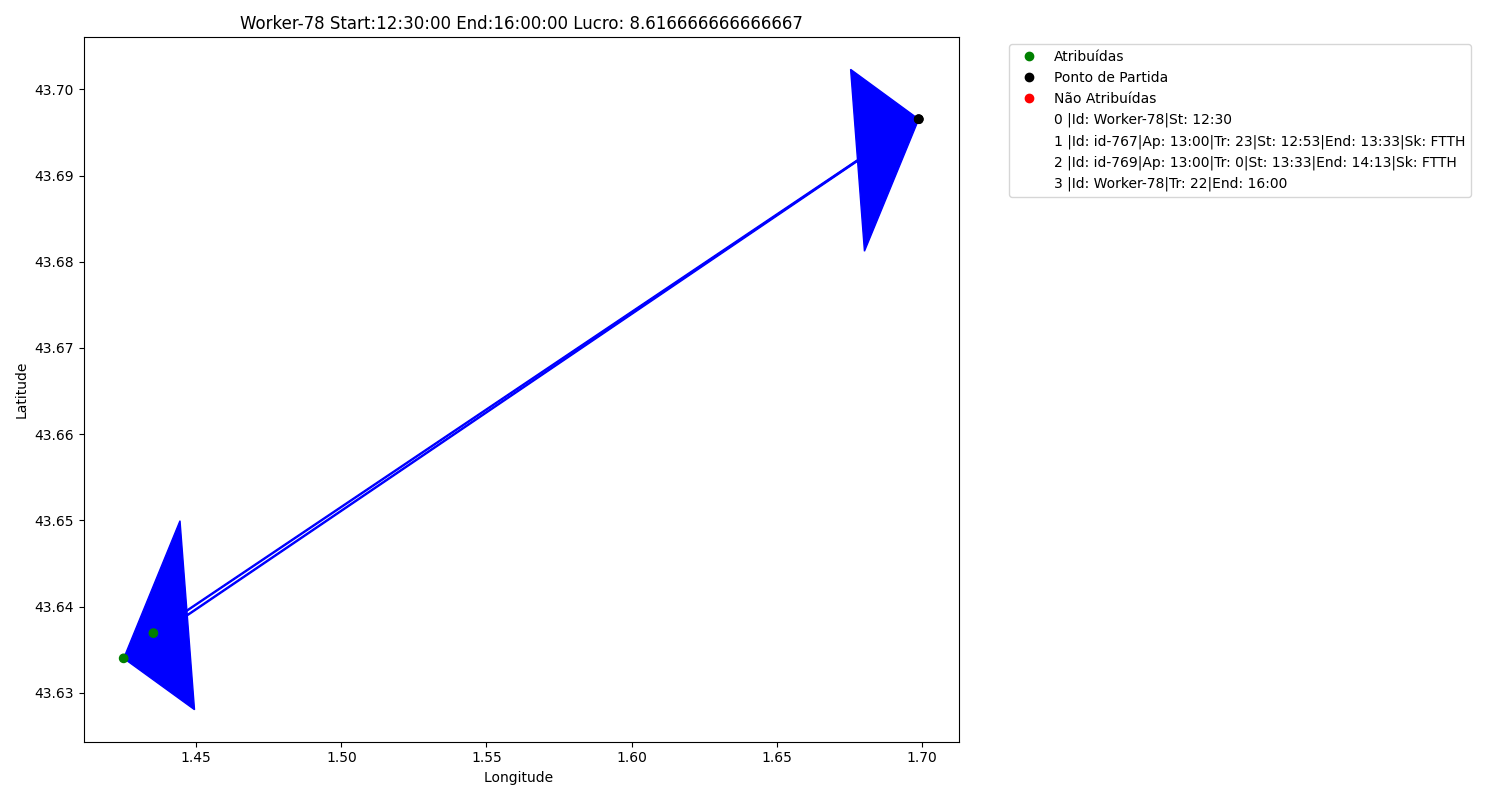 Worker-78 Start:12:30:00 End:16:00:00 Lucro: 8.616666666666667
Atribuídas
Ponto de Partida
Não Atribuídas
0 |Id: Worker-78|St: 12:30
1 |Id: id-767|Ap: 13:00|Tr: 23|St: 12:53|End: 13:33|Sk: FTTH
2 |Id: id-769|Ap: 13:00|Tr: 0|St: 13:33|End: 14:13|Sk: FTTH
3 |Id: Worker-78|Tr: 22|End: 16:00
43.70
43.69
43.68
43.67
43.66
43.65
43.64
43.63
Latitude
1.45 1.50 1.55 1.60 1.65 1.70
Longitude